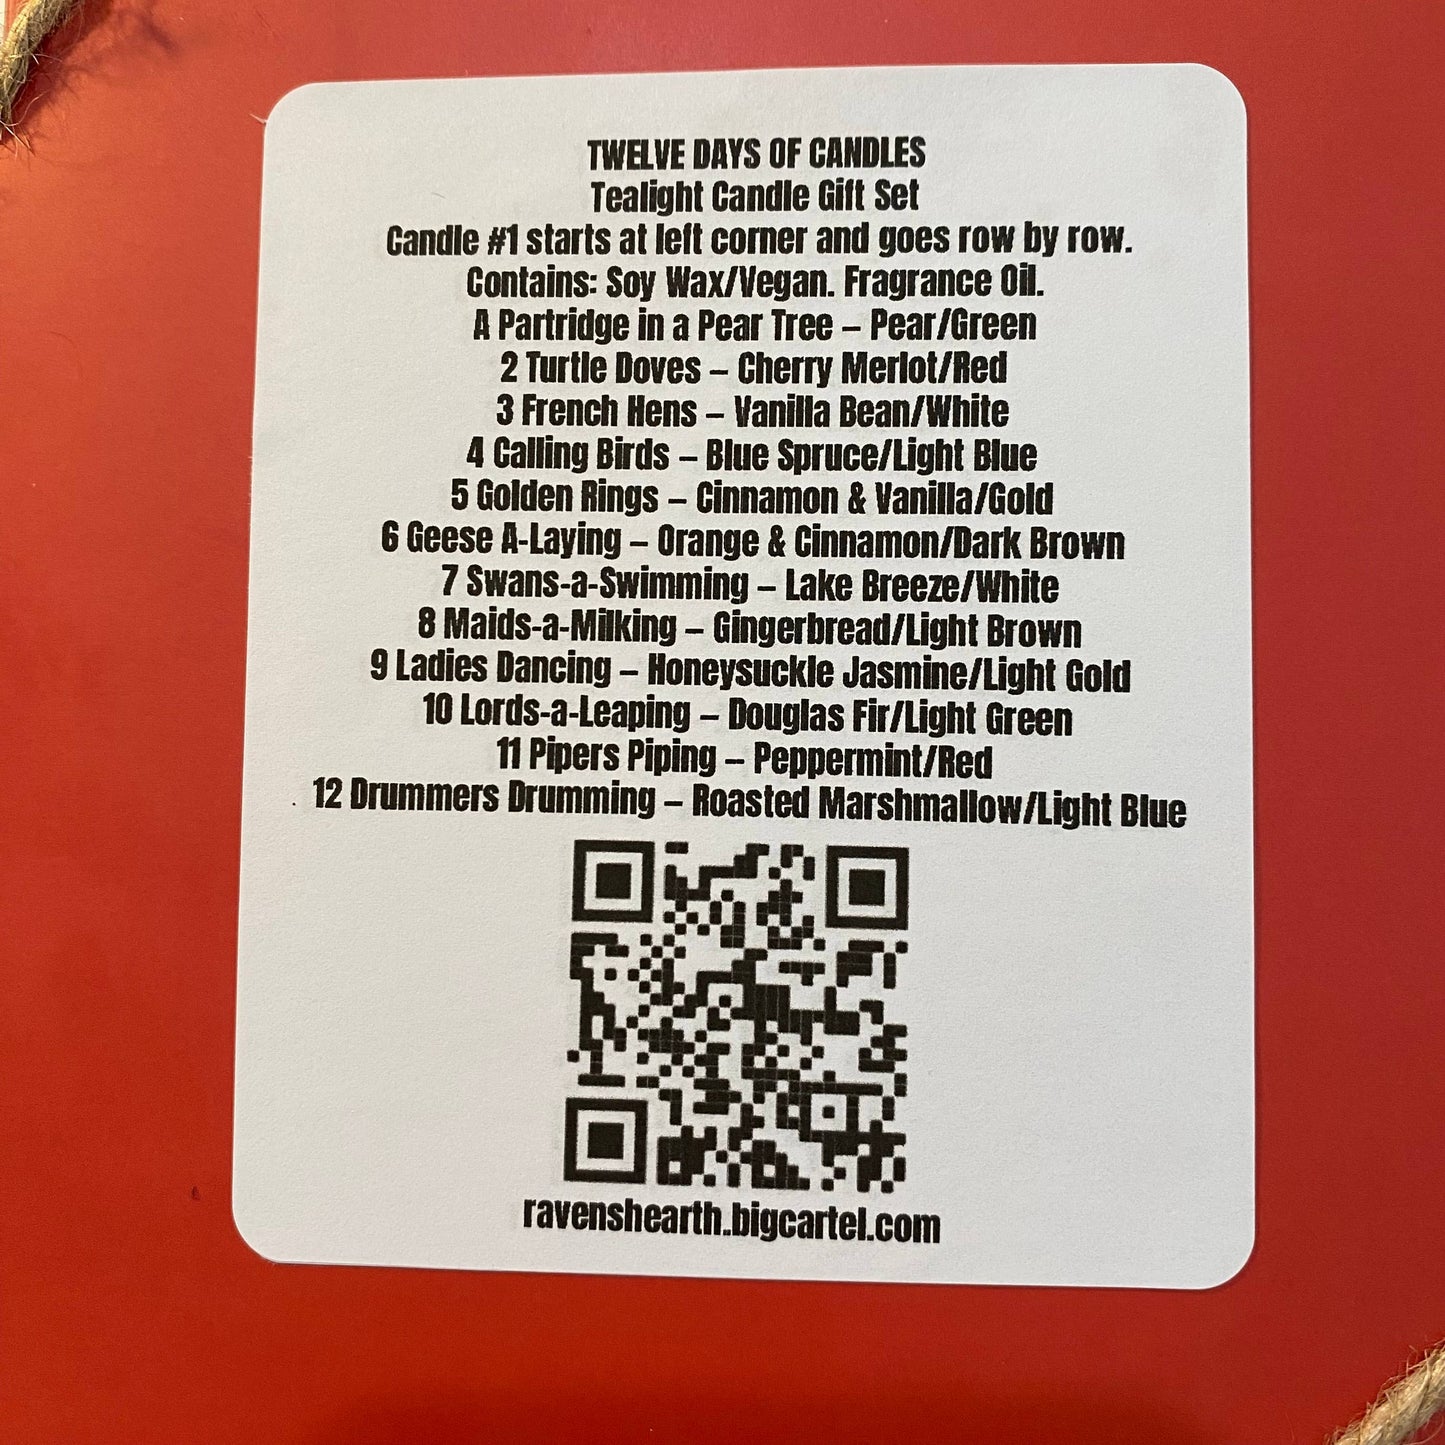 TWELVE DAYS OF CANDLES
Tealight Candle Gift Set
Candle #1 starts at left corner and goes row by row.
Contains: Soy Wax/Vegan. Fragrance Oil.
A Partridge in a Pear Tree – Pear/Green
2 Turtle Doves – Cherry Merlot/Red
3 French Hens – Vanilla Bean/White
4 Calling Birds – Blue Spruce/Light Blue
5 Golden Rings – Cinnamon & Vanilla/Gold
6 Geese A-Laying – Orange & Cinnamon/Dark Brown
7 Swans-a-Swimming – Lake Breeze/White
8 Maids-a-Milking – Gingerbread/Light Brown
9 Ladies Dancing – Honeysuckle Jasmine/Light Gold
10 Lords-a-Leaping – Douglas Fir/Light Green
11 Pipers Piping – Peppermint/Red
12 Drummers Drumming – Roasted Marshmallow/Light Blue
ravenshearth.bigcartel.com